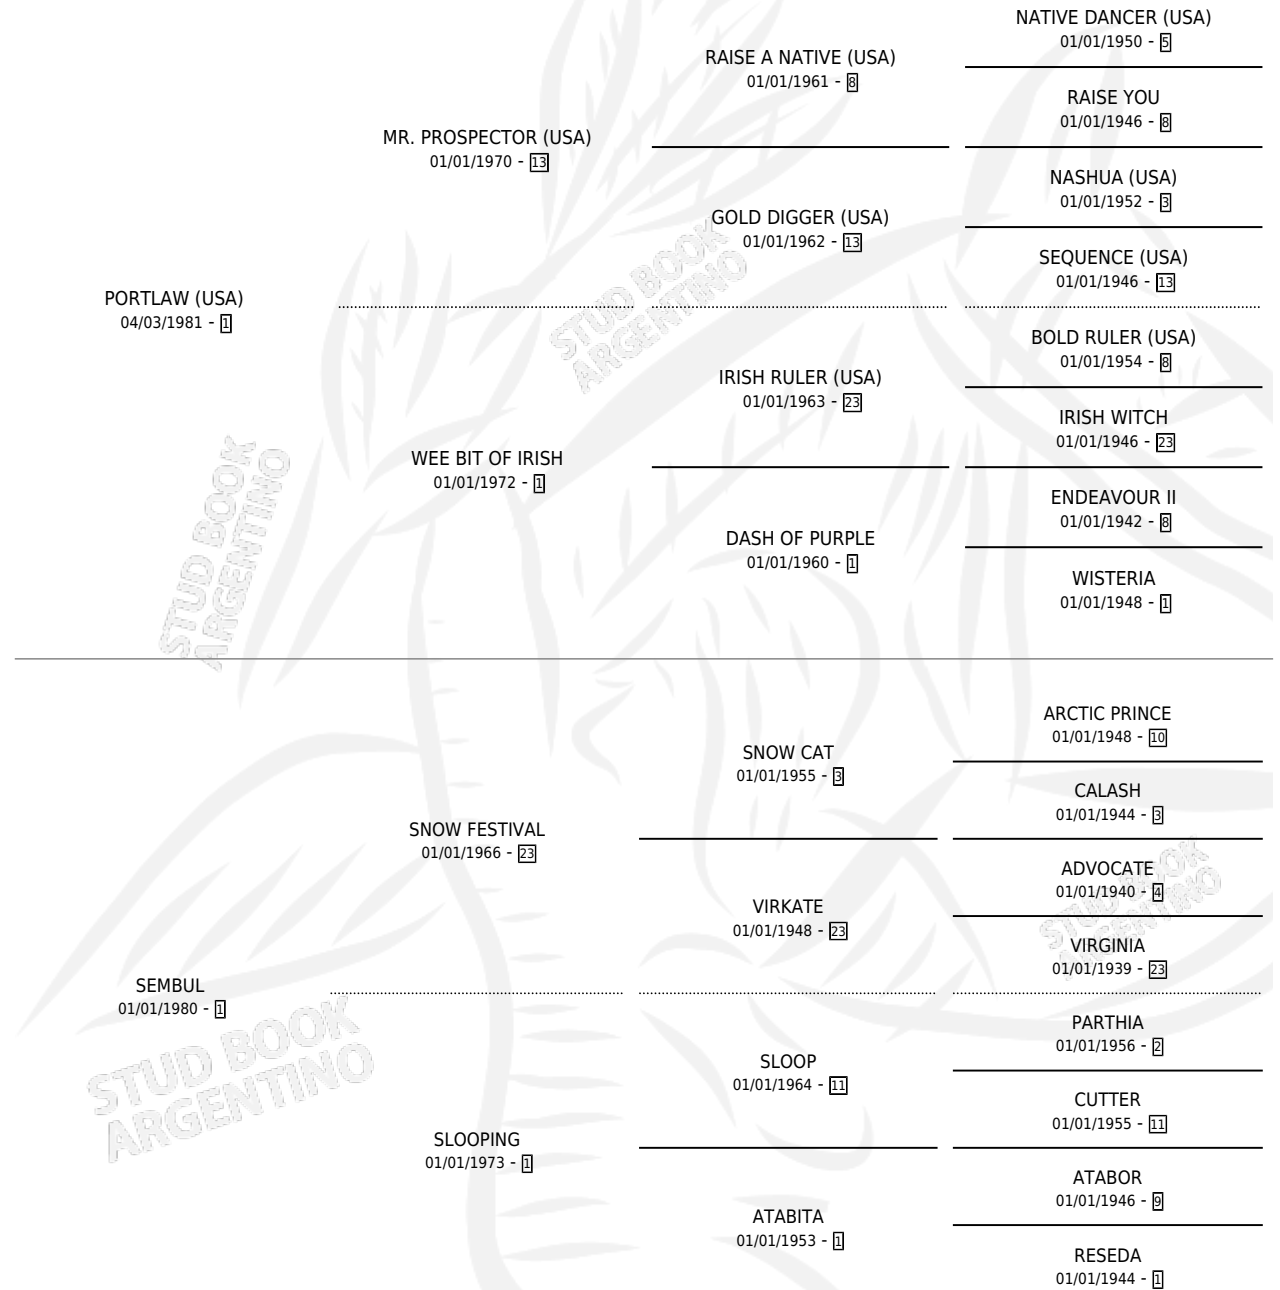 NATIVE DANCER (USA)
01/01/1950 - 5
RAISE A NATIVE (USA)
01/01/1961 - 8
RAISE YOU
01/01/1946 - 8
MR. PROSPECTOR (USA)
01/01/1970 - 13
NASHUA (USA)
01/01/1952 - 3
GOLD DIGGER (USA)
01/01/1962 - 13
SEQUENCE (USA)
01/01/1946 - 13
PORTLAW (USA)
04/03/1981 - 1
BOLD RULER (USA)
01/01/1954 - 8
IRISH RULER (USA)
01/01/1963 - 23
IRISH WITCH
01/01/1946 - 23
WEE BIT OF IRISH
01/01/1972 - 1
ENDEAVOUR II
01/01/1942 - 8
DASH OF PURPLE
01/01/1960 - 1
WISTERIA
01/01/1948 - 1
ARCTIC PRINCE
01/01/1948 - 10
SNOW CAT
01/01/1955 - 3
CALASH
01/01/1944 - 3
SNOW FESTIVAL
01/01/1966 - 23
ADVOCATE
01/01/1940 - 4
VIRKATE
01/01/1948 - 23
VIRGINIA
01/01/1939 - 23
SEMBUL
01/01/1980 - 1
PARTHIA
01/01/1956 - 2
SLOOP
01/01/1964 - 11
CUTTER
01/01/1955 - 11
SLOOPING
01/01/1973 - 1
ATABOR
01/01/1946 - 9
ATABITA
01/01/1953 - 1
RESEDA
01/01/1944 - 1
STUD BOOK
ARGENTINO
STUD BOOK
ARGENTINO
STUD BOOK
ARGENTINO
STUD BOOK
ARGENTINO